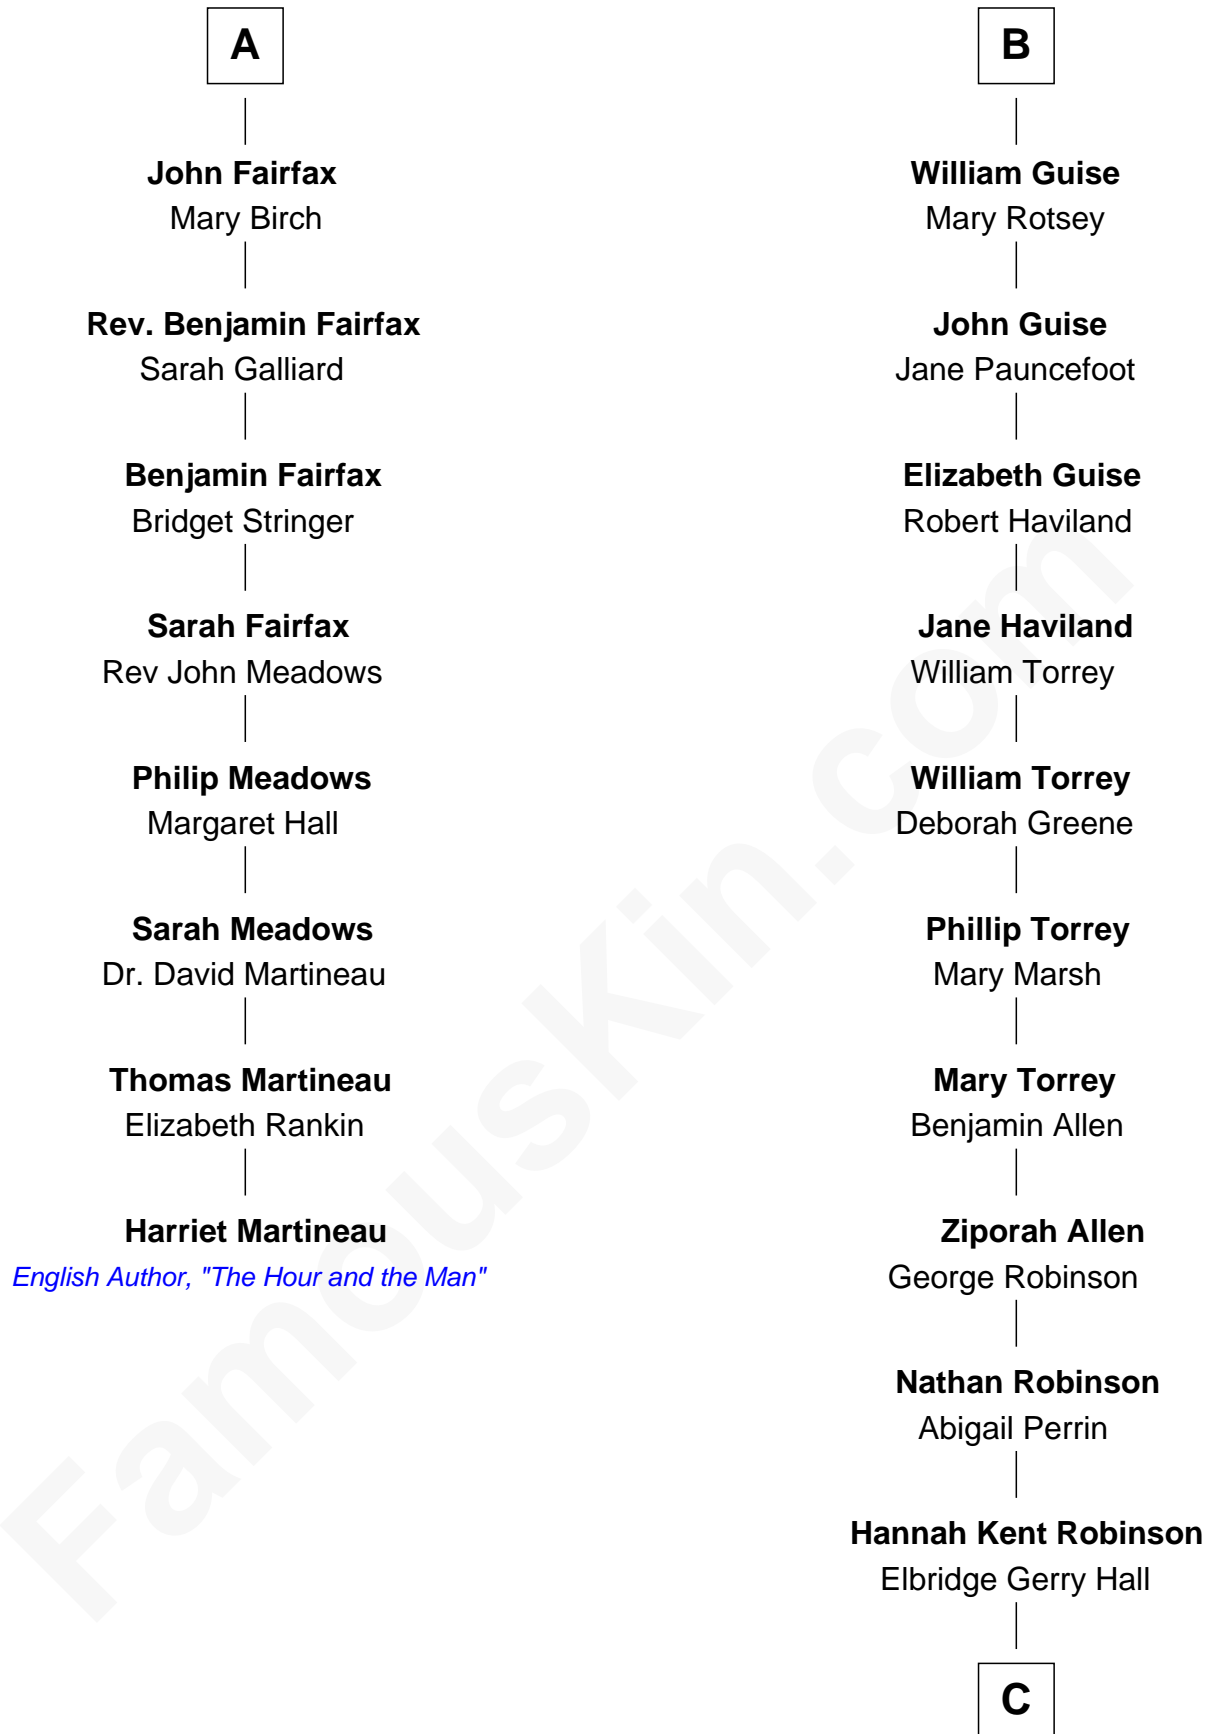 A
John Fairfax
Mary Birch
Rev. Benjamin Fairfax
Sarah Galliard
Benjamin Fairfax
Bridget Stringer
Sarah Fairfax
Rev John Meadows
Philip Meadows
Margaret Hall
Sarah Meadows
Dr. David Martineau
Thomas Martineau
Elizabeth Rankin
Harriet Martineau
English Author, "The Hour and the Man"
B
William Guise
Mary Rotsey
John Guise
Jane Pauncefoot
Elizabeth Guise
Robert Haviland
Jane Haviland
William Torrey
William Torrey
Deborah Greene
Phillip Torrey
Mary Marsh
Mary Torrey
Benjamin Allen
Ziporah Allen
George Robinson
Nathan Robinson
Abigail Perrin
Hannah Kent Robinson
Elbridge Gerry Hall
C
FamousKin.com